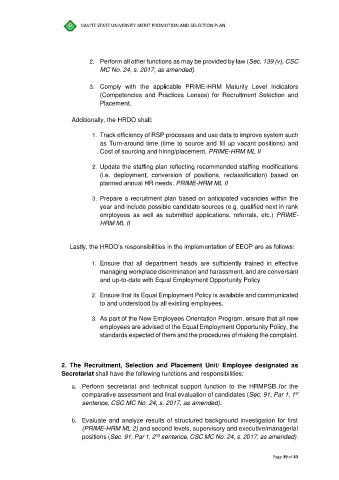 CAVITE STATE UNIVERSITY MERIT PROMOTION AND SELECTION PLAN
2. Perform all other functions as may be provided by law (Sec. 139 (v), CSC
MC No. 24, s. 2017, as amended).
3. Comply with the applicable PRIME-HRM Maturity Level Indicators
(Competencies and Practices Lenses) for Recruitment Selection and
Placement.
Additionally, the HRDO shall:
1. Track efficiency of RSP processes and use data to improve system such
as Turn-around time (time to source and fill up vacant positions) and
Cost of sourcing and hiring/placement. PRIME-HRM ML II
2. Update the staffing plan reflecting recommended staffing modifications
(i.e. deployment, conversion of positions, reclassification) based on
planned annual HR needs. PRIME-HRM ML II
3. Prepare a recruitment plan based on anticipated vacancies within the
year and include possible candidate sources (e.g. qualified next in rank
employees as well as submitted applications, referrals, etc.) PRIME-
HRM ML II
Lastly, the HRDO's responsibilities in the implementation of EEOP are as follows:
1. Ensure that all department heads are sufficiently trained in effective
managing workplace discrimination and harassment, and are conversant
and up-to-date with Equal Employment Opportunity Policy
2. Ensure that its Equal Employment Policy is available and communicated
to and understood by all existing employees.
3. As part of the New Employees Orientation Program, ensure that all new
employees are advised of the Equal Employment Opportunity Policy, the
standards expected of them and the procedures of making the complaint.
2. The Recruitment, Selection and Placement Unit/ Employee designated as
Secretariat shall have the following functions and responsibilities:
a. Perform secretariat and technical support function to the HRMPSB for the
comparative assessment and final evaluation of candidates (Sec. 91, Par 1, 1st
sentence, CSC MC No. 24, s. 2017, as amended).
b. Evaluate and analyze results of structured background investigation for first
(PRIME-HRM ML 2) and second levels, supervisory and executive/managerial
positions (Sec. 91, Par 1, 2nd sentence, CSC MC No. 24, s. 2017, as amended).
Page 39 of 43